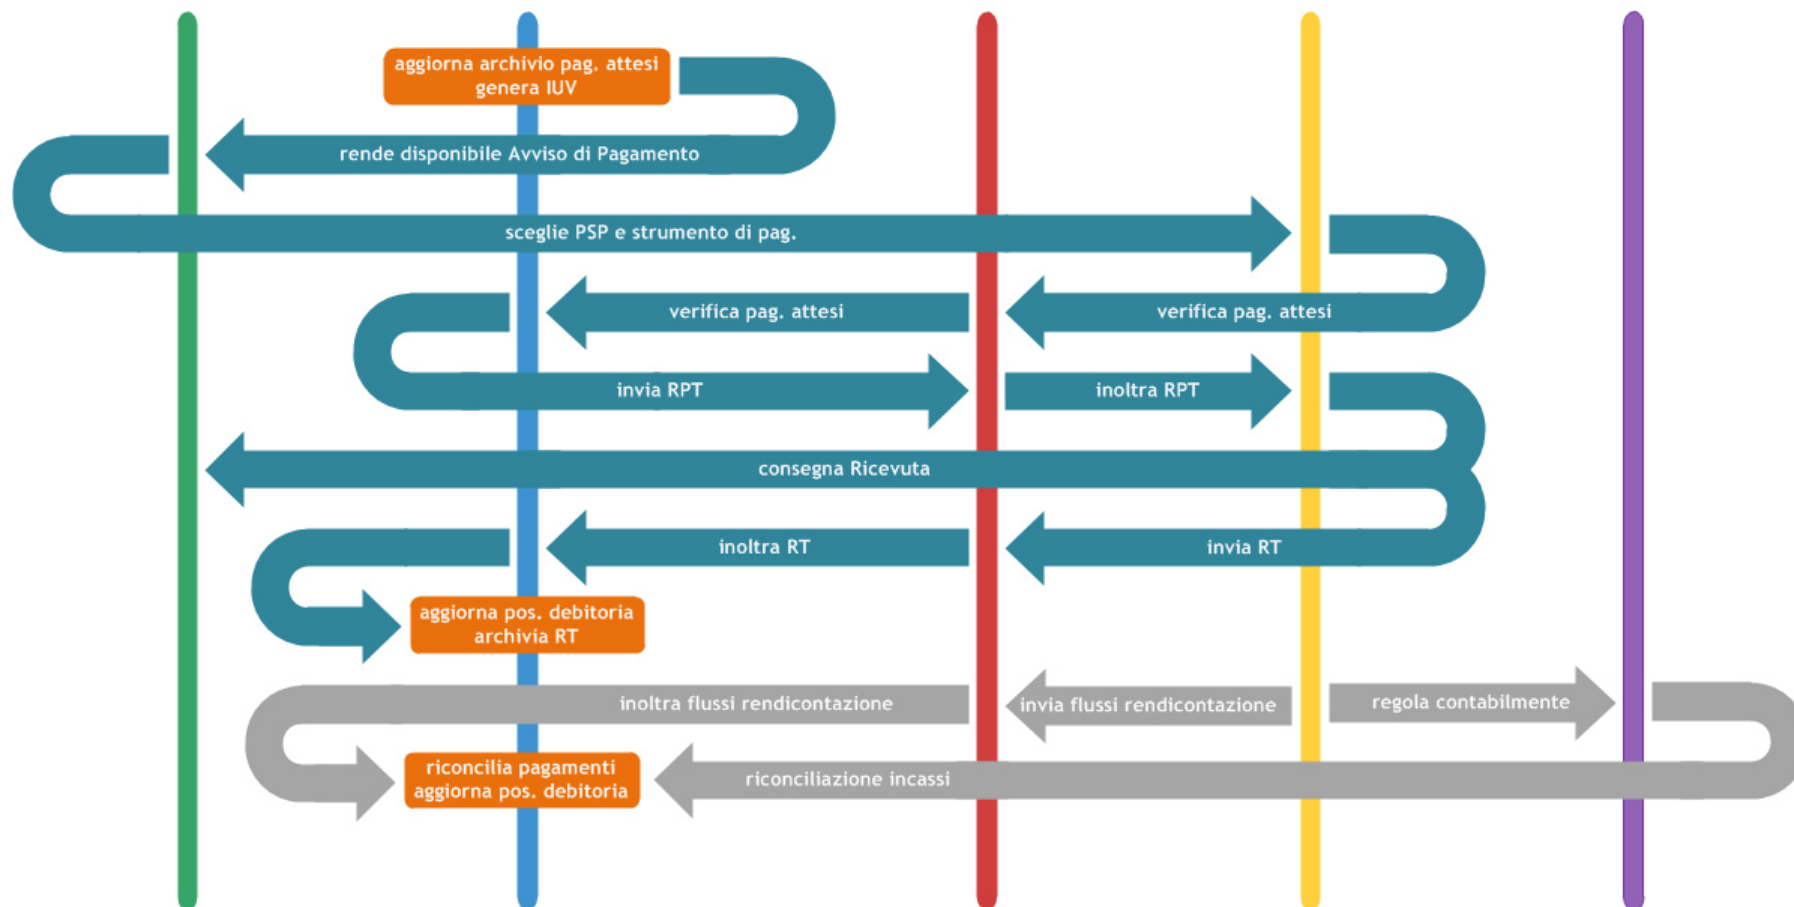 aggiorna archivio pag. attesi
genera IUV
rende disponibile Avviso di Pagamento
sceglie PSP e strumento di pag.
verifica pag. attesi
verifica pag. attesi
invia RPT
inoltra RPT
consegna Ricevuta
inoltra RT
invia RT
aggiorna pos. debitoria
archivia RT
inoltra flussi rendicontazione
invia flussi rendicontazione
regola contabilmente
riconcilia pagamenti
aggiorna pos. debitoria
riconciliazione incassi